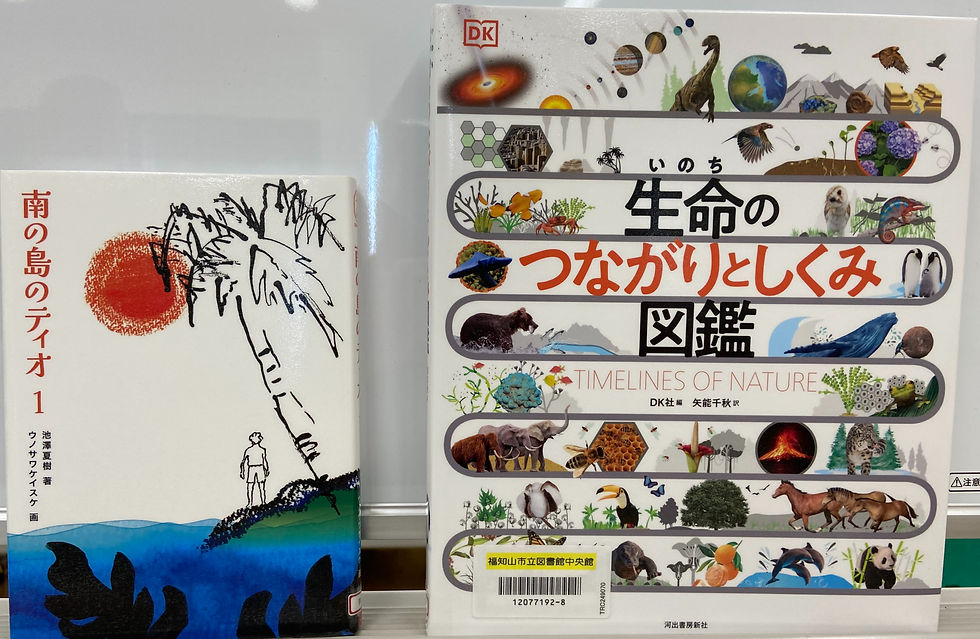 南の島のティオ 1
池澤夏樹 著
ウノサワケイスケ 画
DK
いのち
生命の
つながりとしくみ
図鑑
TIMELINES OF NATURE
DK社 編 矢能千秋 訳
福知山市立図書館中央館
12077192-8
TRC249070
河出書房新社
注意